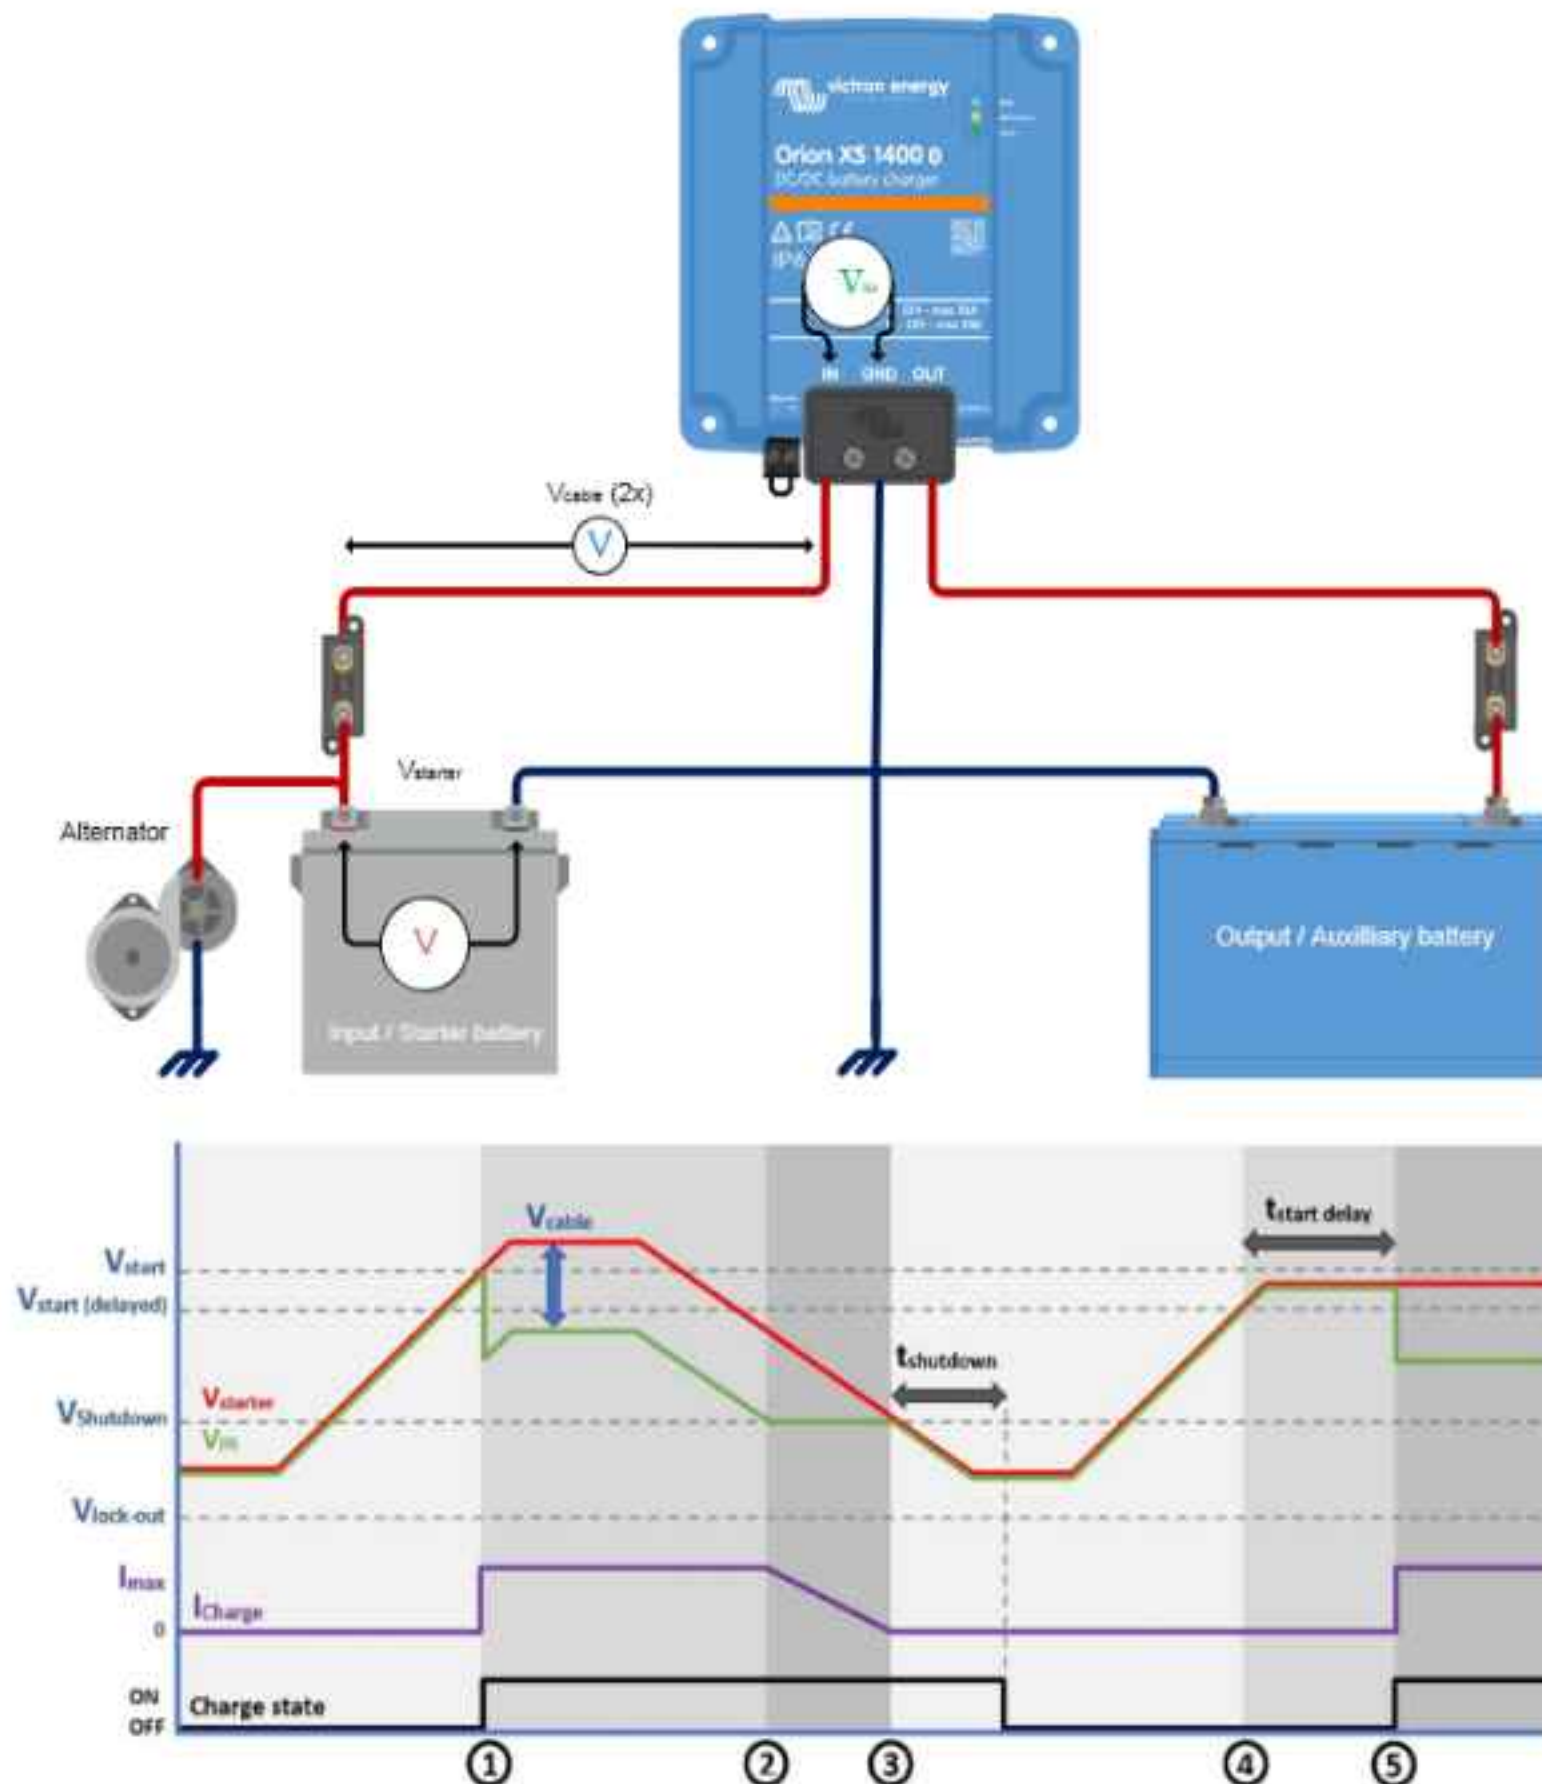 victron energy
Orion XS 1400
DC/DC battery charger
V
IN GND OUT
Vcable (2x)
V
Vstarter
Alternator
V
Input / Starter battery
Output / Auxilliary battery
Vcable
tstart delay
Vstart
Vstart (delayed)
tshutdown
Vstarter
VShutdown
Vin
Vlock-out
Imax
ICharge
0
ON
Charge state
OFF
1 2 3 4 5